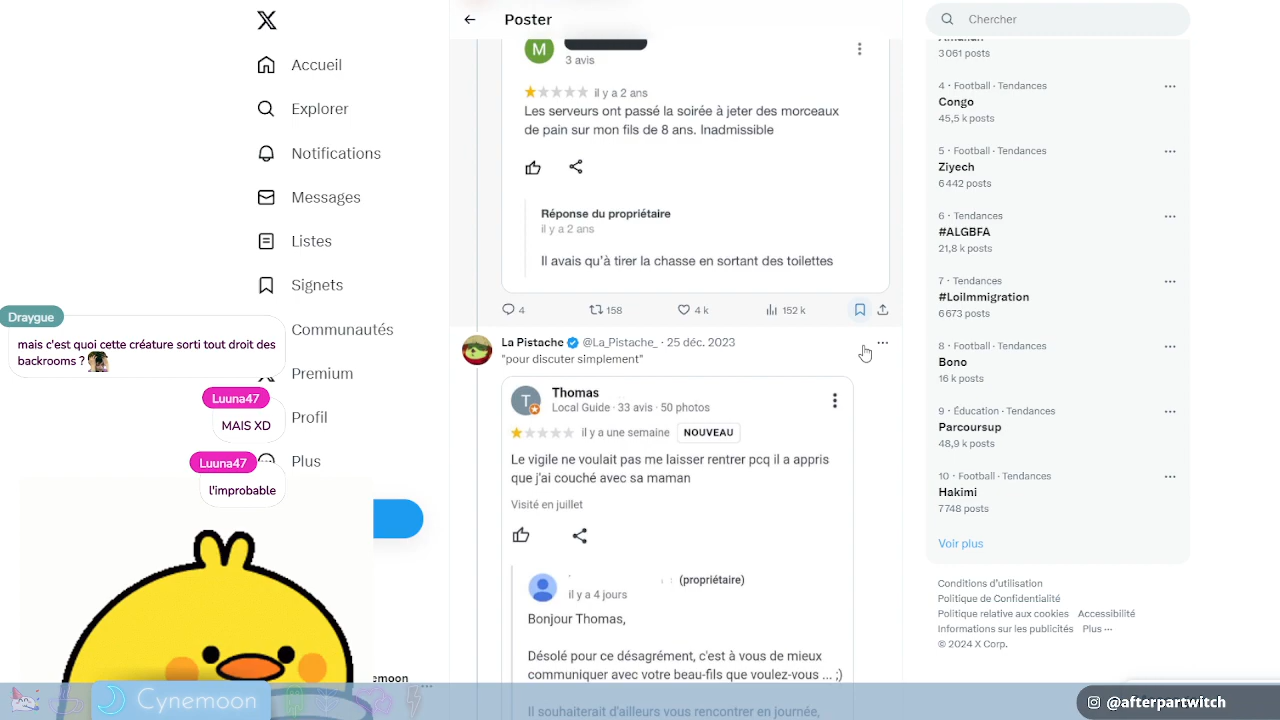 Accueil
Explorer
Notifications
Messages
Listes
Signets
Communautés
Premium
Profil
Plus
Draygue
mais c'est quoi cette créature sorti tout droit des
backrooms ?
Luuna47
MAIS XD
Luuna47
l'improbable
nemoon
Cynemoon
Poster
M
3 avis
il y a 2 ans
Les serveurs ont passé la soirée à jeter des morceaux
de pain sur mon fils de 8 ans. Inadmissible
Réponse du propriétaire
il y a 2 ans
Il avais qu'à tirer la chasse en sortant des toilettes
4
158
4 k
152 k
La Pistache @La_Pistache_ · 25 déc. 2023
"pour discuter simplement"
T
Thomas
Local Guide · 33 avis · 50 photos
il y a une semaine NOUVEAU
Le vigile ne voulait pas me laisser rentrer pcq il a appris
que j'ai couché avec sa maman
Visité en juillet
(propriétaire)
il y a 4 jours
Bonjour Thomas,
Désolé pour ce désagrément, c'est à vous de mieux
communiquer avec votre beau-fils que voulez-vous ... ;)
Il souhaiterait d'ailleurs vous rencontrer en journée,
Chercher
3 061 posts
4 · Football · Tendances
Congo
45,5 k posts
5 · Football · Tendances
Ziyech
6 442 posts
6 · Tendances
#ALGBFA
21,8 k posts
7 · Tendances
#LoiImmigration
6 673 posts
8 · Football · Tendances
Bono
16 k posts
9 · Éducation · Tendances
Parcoursup
48,9 k posts
10 · Football · Tendances
Hakimi
7 748 posts
Voir plus
Conditions d'utilisation
Politique de Confidentialité
Politique relative aux cookies Accessibilité
Informations sur les publicités Plus ···
© 2024 X Corp.
@afterpartwitch